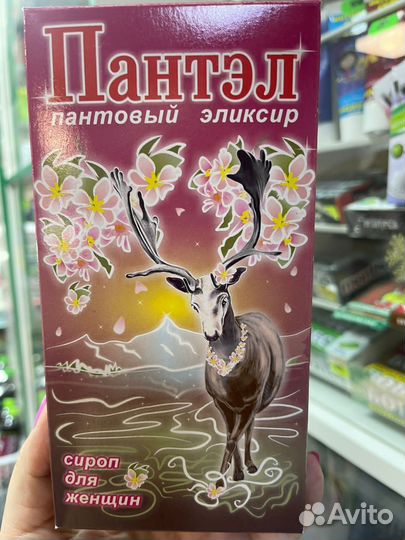 Пантэл
пантовый эликсир
сироп
для
женщин
Avito